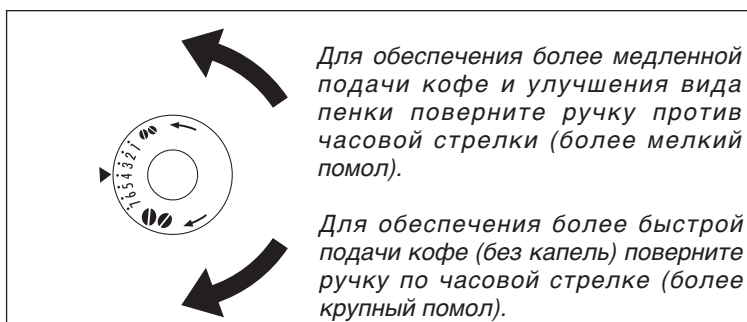 Для обеспечения более медленной
подачи кофе и улучшения вида
пенки поверните ручку против
часовой стрелки (более мелкий
помол).
Для обеспечения более быстрой
подачи кофе (без капель) поверните
ручку по часовой стрелке (более
крупный помол).
7654321